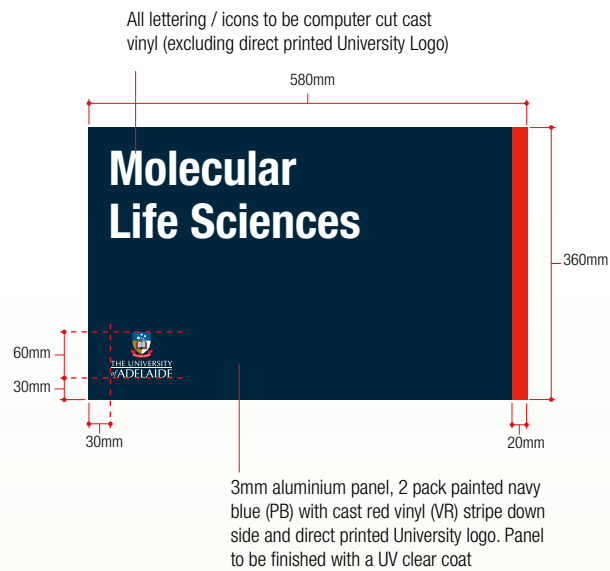 All lettering / icons to be computer cut cast
vinyl (excluding direct printed University Logo)
580mm
Molecular
Life Sciences
360mm
60mm
THE UNIVERSITY
of ADELAIDE
30mm
30mm
20mm
3mm aluminium panel, 2 pack painted navy
blue (PB) with cast red vinyl (VR) stripe down
side and direct printed University logo. Panel
to be finished with a UV clear coat